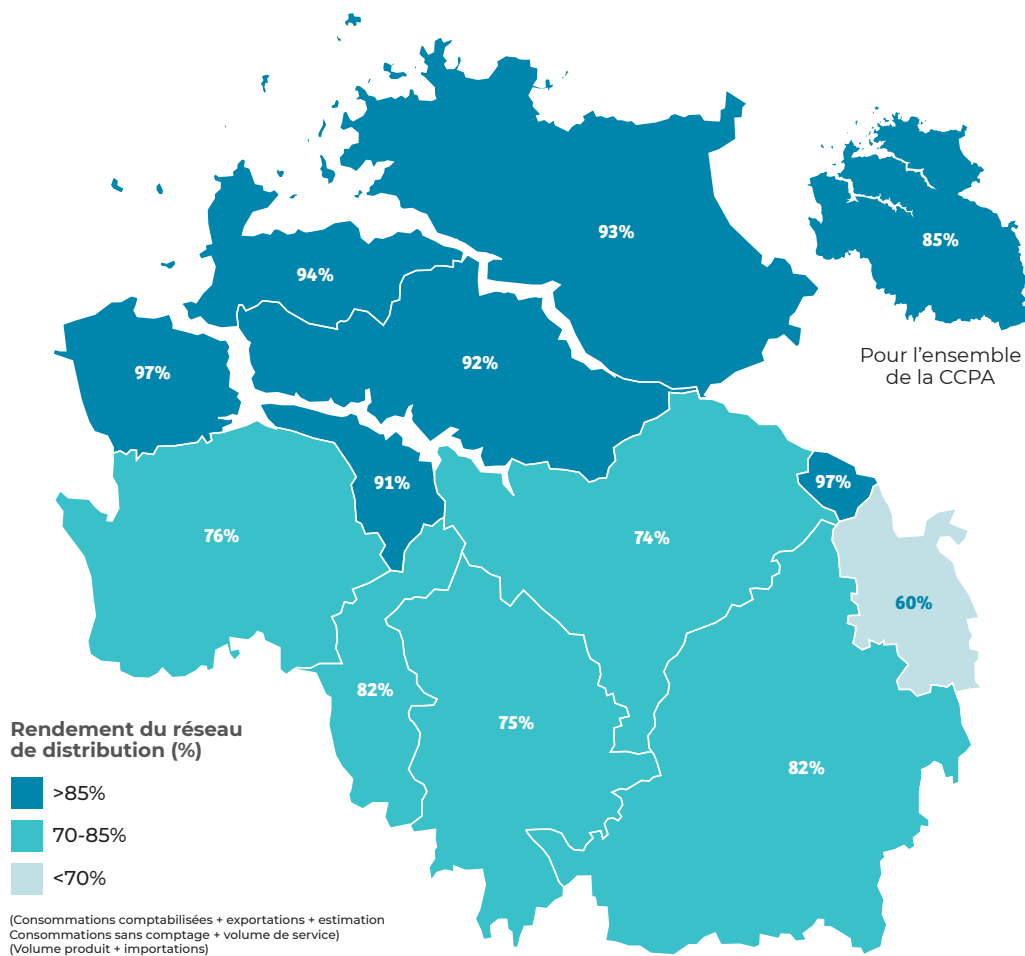 93%
85%
94%
Pour l’ensemble
de la CCPA
92%
97%
91%
97%
76%
74%
60%
82%
75%
82%
Rendement du réseau
de distribution (%)
>85%
70-85%
<70%
(Consommations comptabilisées + exportations + estimation
Consommations sans comptage + volume de service)
(Volume produit + importations)